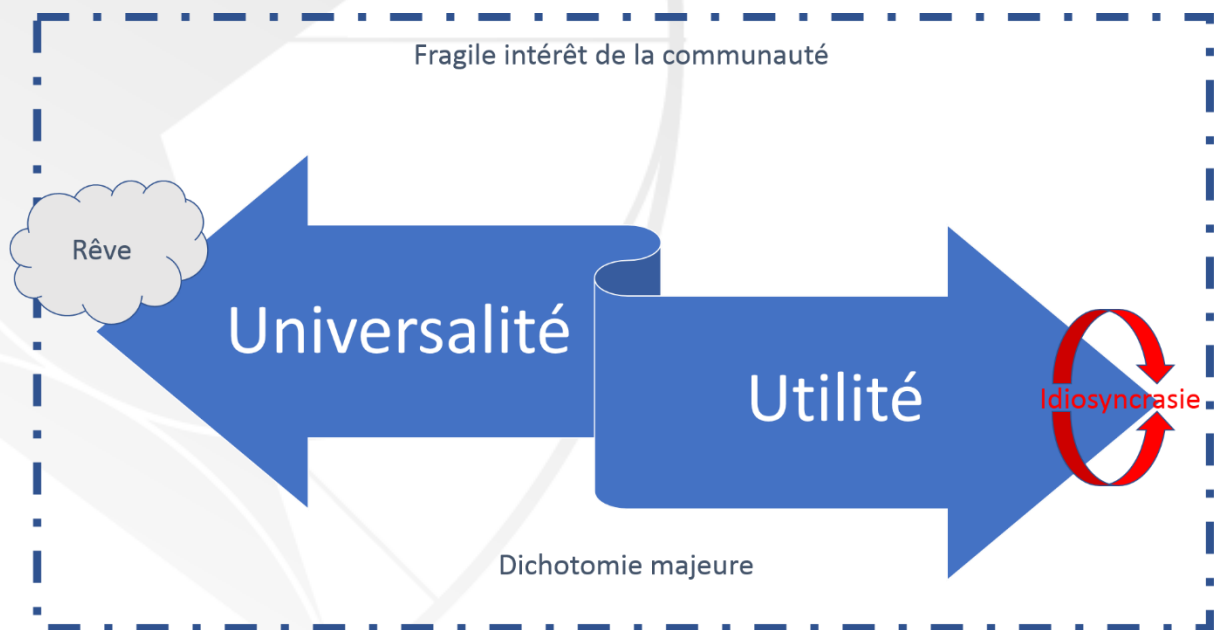 Fragile intérêt de la communauté
Rêve
Universalité
Utilité
Idiosyncrasie
Dichotomie majeure